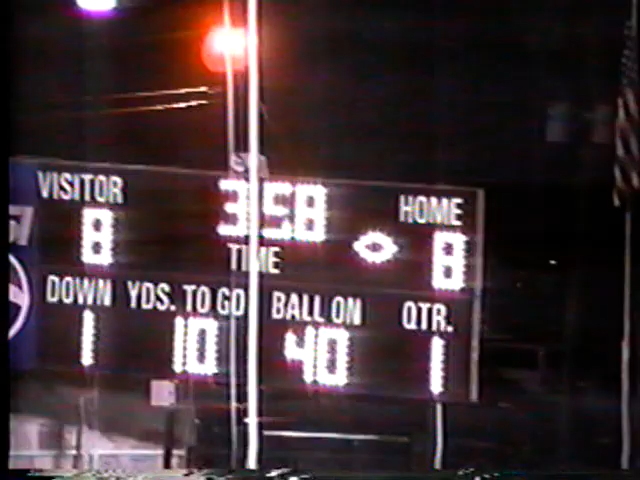 VISITOR 3:58 HOME
8 TIME 8
DOWN YDS. TO GO BALL ON QTR.
1 10 40 1